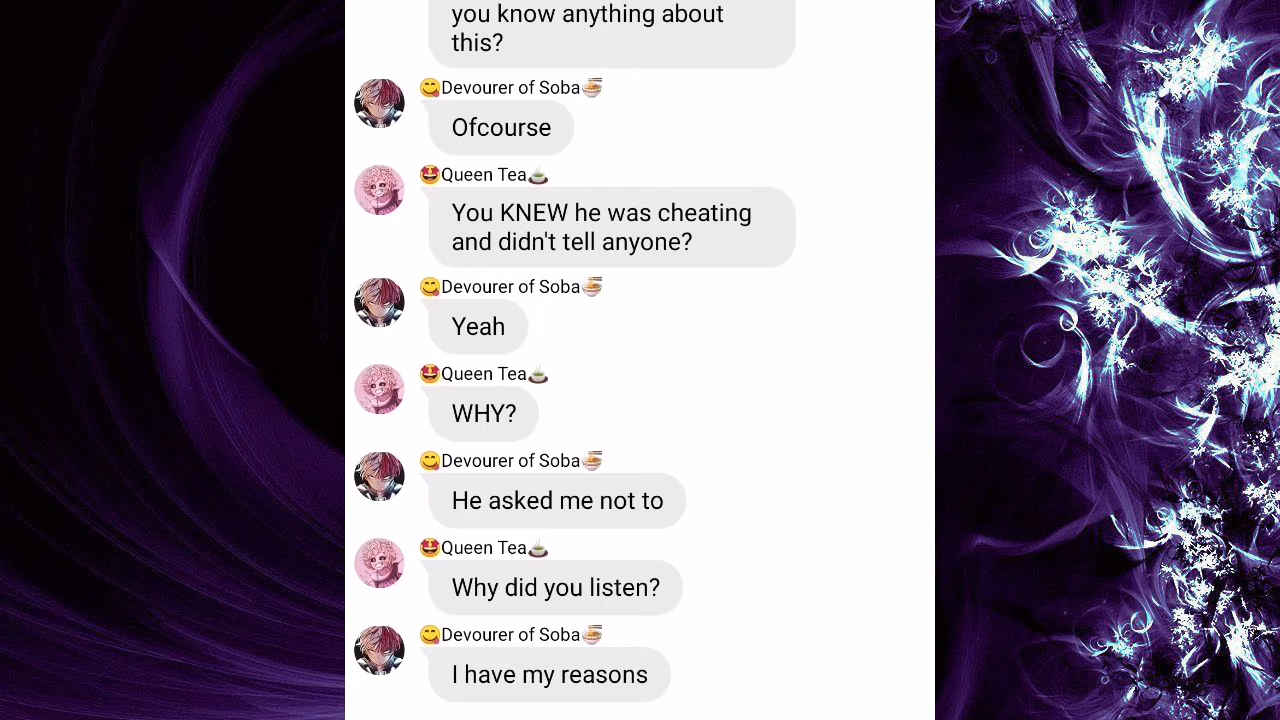 you know anything about
this?
😋Devourer of Soba🍜
Ofcourse
🤩Queen Tea🍵
You KNEW he was cheating
and didn't tell anyone?
😋Devourer of Soba🍜
Yeah
🤩Queen Tea🍵
WHY?
😋Devourer of Soba🍜
He asked me not to
🤩Queen Tea🍵
Why did you listen?
😋Devourer of Soba🍜
I have my reasons